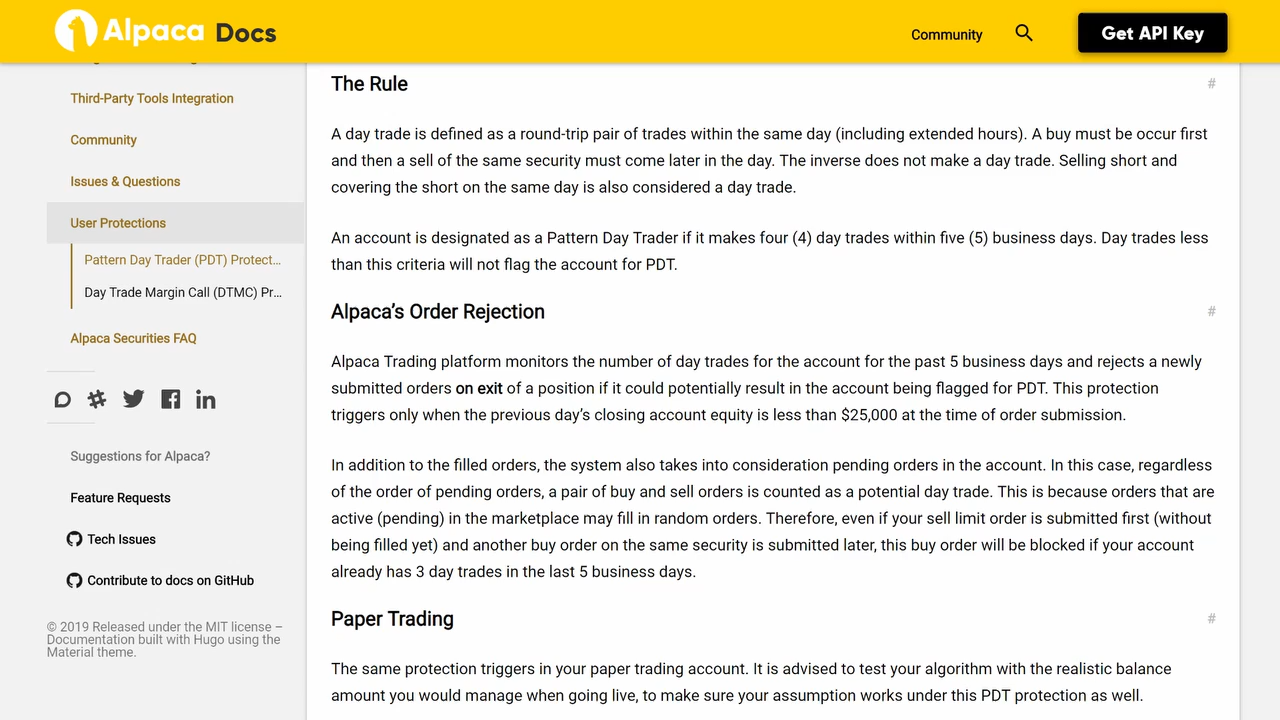 Alpaca Docs
Community
Get API Key
Third-Party Tools Integration
Community
Issues & Questions
User Protections
Pattern Day Trader (PDT) Protect...
Day Trade Margin Call (DTMC) Pr...
Alpaca Securities FAQ
Suggestions for Alpaca?
Feature Requests
Tech Issues
Contribute to docs on GitHub
© 2019 Released under the MIT license –
Documentation built with Hugo using the
Material theme.
The Rule
#
A day trade is defined as a round-trip pair of trades within the same day (including extended hours). A buy must be occur first
and then a sell of the same security must come later in the day. The inverse does not make a day trade. Selling short and
covering the short on the same day is also considered a day trade.
An account is designated as a Pattern Day Trader if it makes four (4) day trades within five (5) business days. Day trades less
than this criteria will not flag the account for PDT.
Alpaca’s Order Rejection
#
Alpaca Trading platform monitors the number of day trades for the account for the past 5 business days and rejects a newly
submitted orders on exit of a position if it could potentially result in the account being flagged for PDT. This protection
triggers only when the previous day’s closing account equity is less than $25,000 at the time of order submission.
In addition to the filled orders, the system also takes into consideration pending orders in the account. In this case, regardless
of the order of pending orders, a pair of buy and sell orders is counted as a potential day trade. This is because orders that are
active (pending) in the marketplace may fill in random orders. Therefore, even if your sell limit order is submitted first (without
being filled yet) and another buy order on the same security is submitted later, this buy order will be blocked if your account
already has 3 day trades in the last 5 business days.
Paper Trading
#
The same protection triggers in your paper trading account. It is advised to test your algorithm with the realistic balance
amount you would manage when going live, to make sure your assumption works under this PDT protection as well.